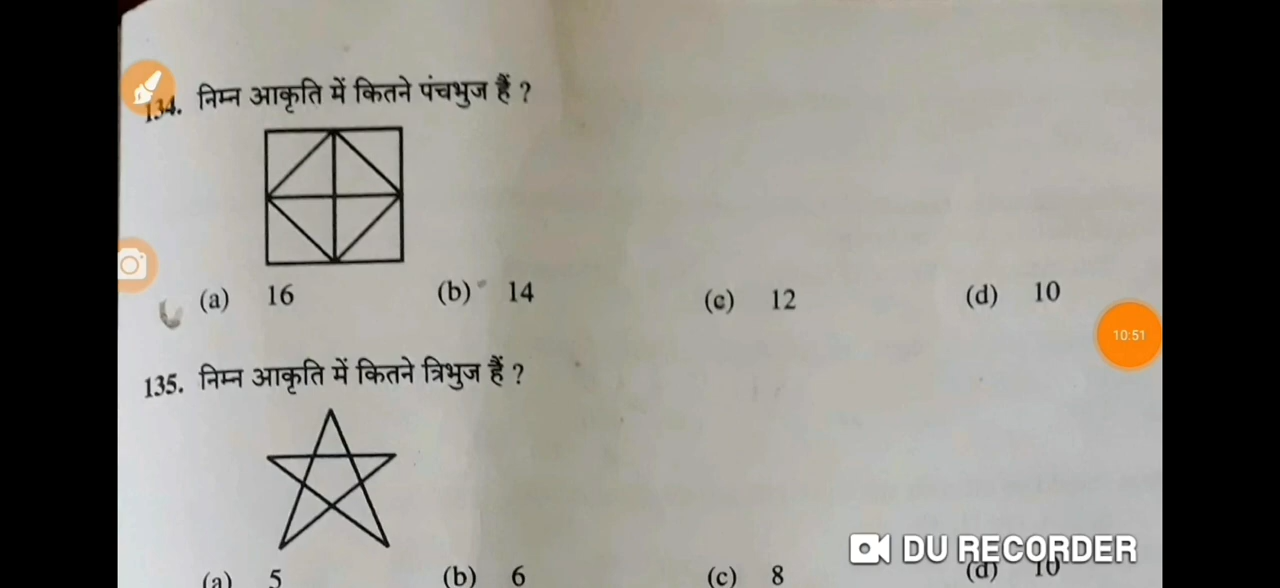 134. निम्न आकृति में कितने पंचभुज हैं ?
(a) 16 (b) 14 (c) 12 (d) 10
10:51
135. निम्न आकृति में कितने त्रिभुज हैं ?
DU RECORDER
(a) 5 (b) 6 (c) 8 (d) 10